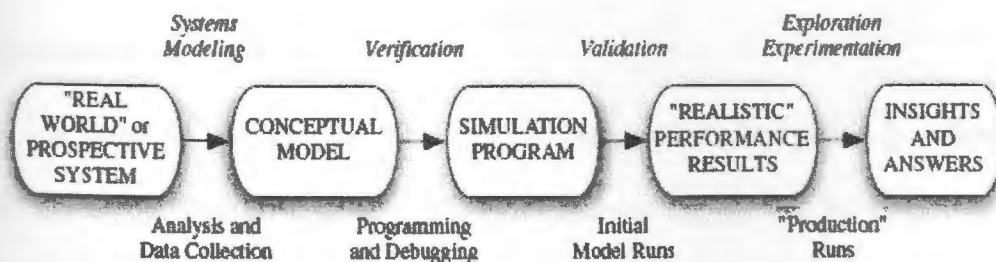 Systems
Modeling
Verification
Validation
Exploration
Experimentation
"REAL
WORLD" or
PROSPECTIVE
SYSTEM
CONCEPTUAL
MODEL
SIMULATION
PROGRAM
"REALISTIC"
PERFORMANCE
RESULTS
INSIGHTS
AND
ANSWERS
Analysis and
Data Collection
Programming
and Debugging
Initial
Model Runs
"Production"
Runs